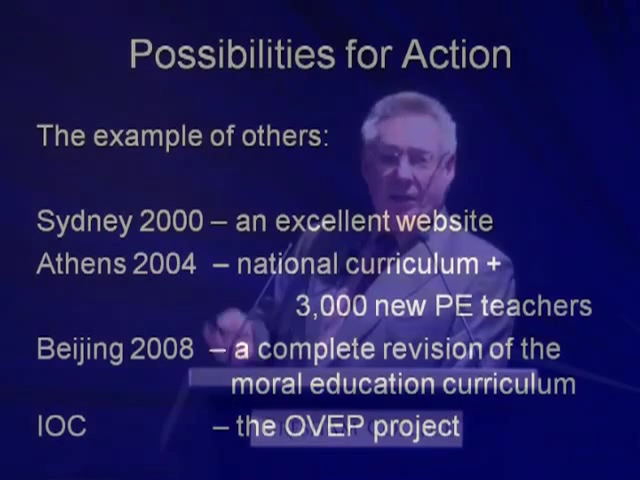 Possibilities for Action
The example of others:
Sydney 2000 – an excellent website
Athens 2004 – national curriculum +
3,000 new PE teachers
Beijing 2008 – a complete revision of the
moral education curriculum
IOC – the OVEP project